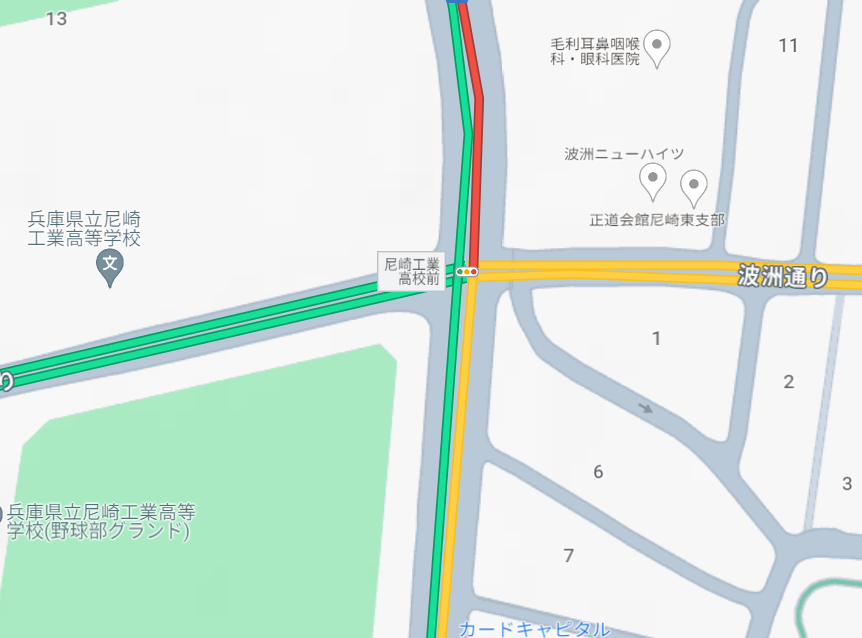 13
11
毛利耳鼻咽喉
科・眼科医院
波洲ニューハイツ
正道会館尼崎東支部
兵庫県立尼崎
工業高等学校
文
尼崎工業
高校前
波洲通り
り
1
2
3
6
7
兵庫県立尼崎工業高等
学校(野球部グランド)
カードキャピタル